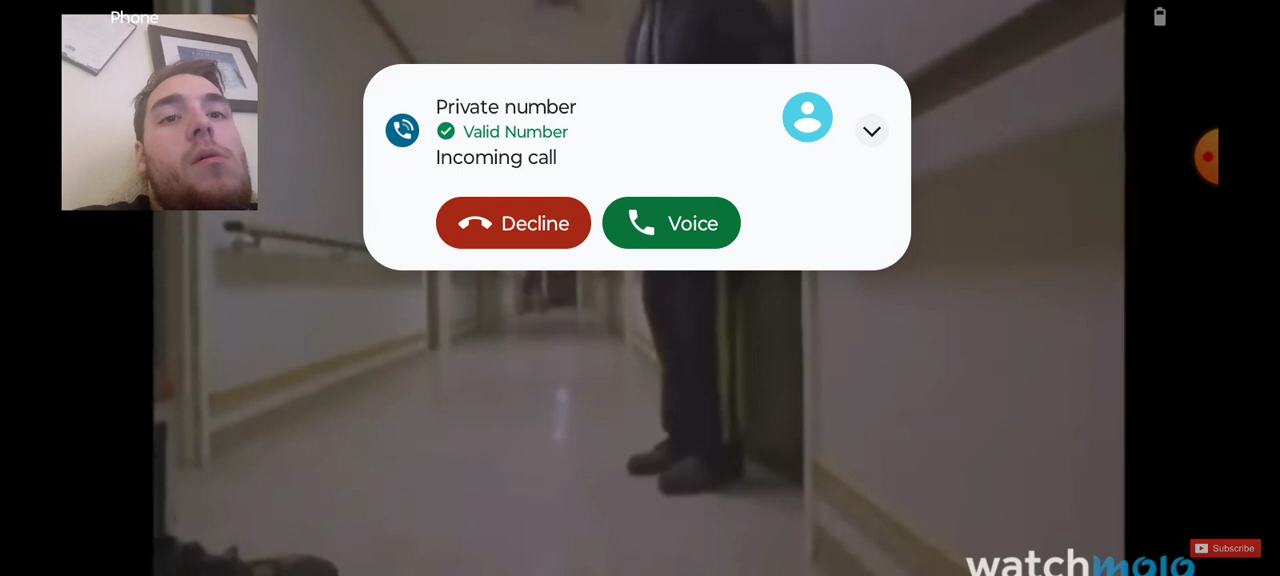 Phone
Private number
Valid Number
Incoming call
Decline
Voice
Subscribe
watchmojo